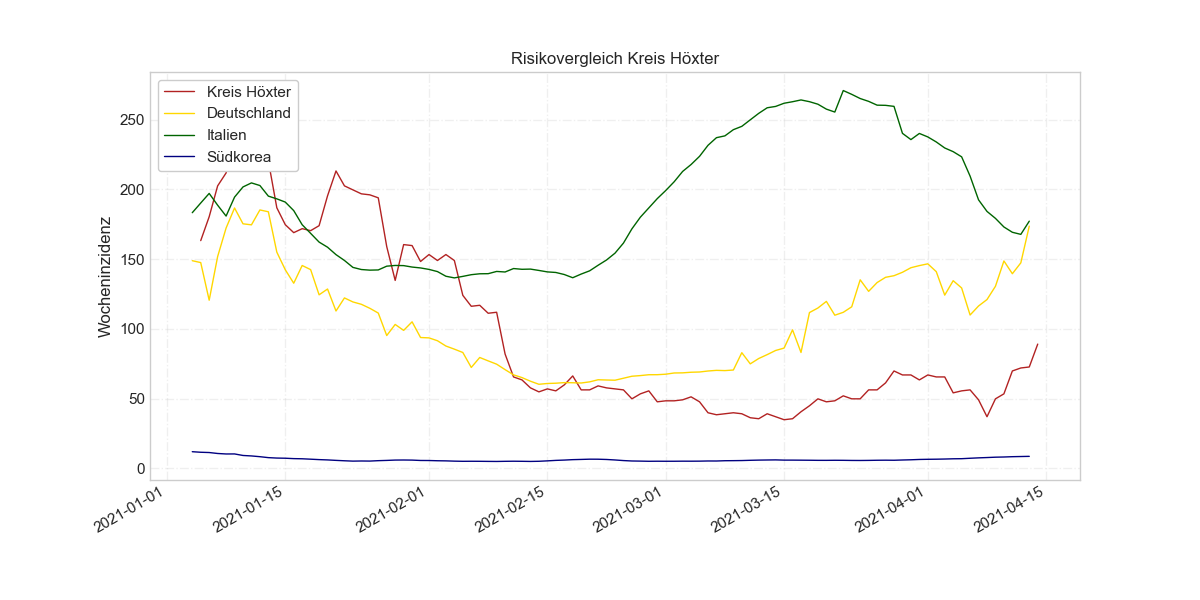 Risikovergleich Kreis Höxter
Kreis Höxter
Deutschland
Italien
Südkorea
Wocheninzidenz
250
200
150
100
50
0
2021-01-01
2021-01-15
2021-02-01
2021-02-15
2021-03-01
2021-03-15
2021-04-01
2021-04-15